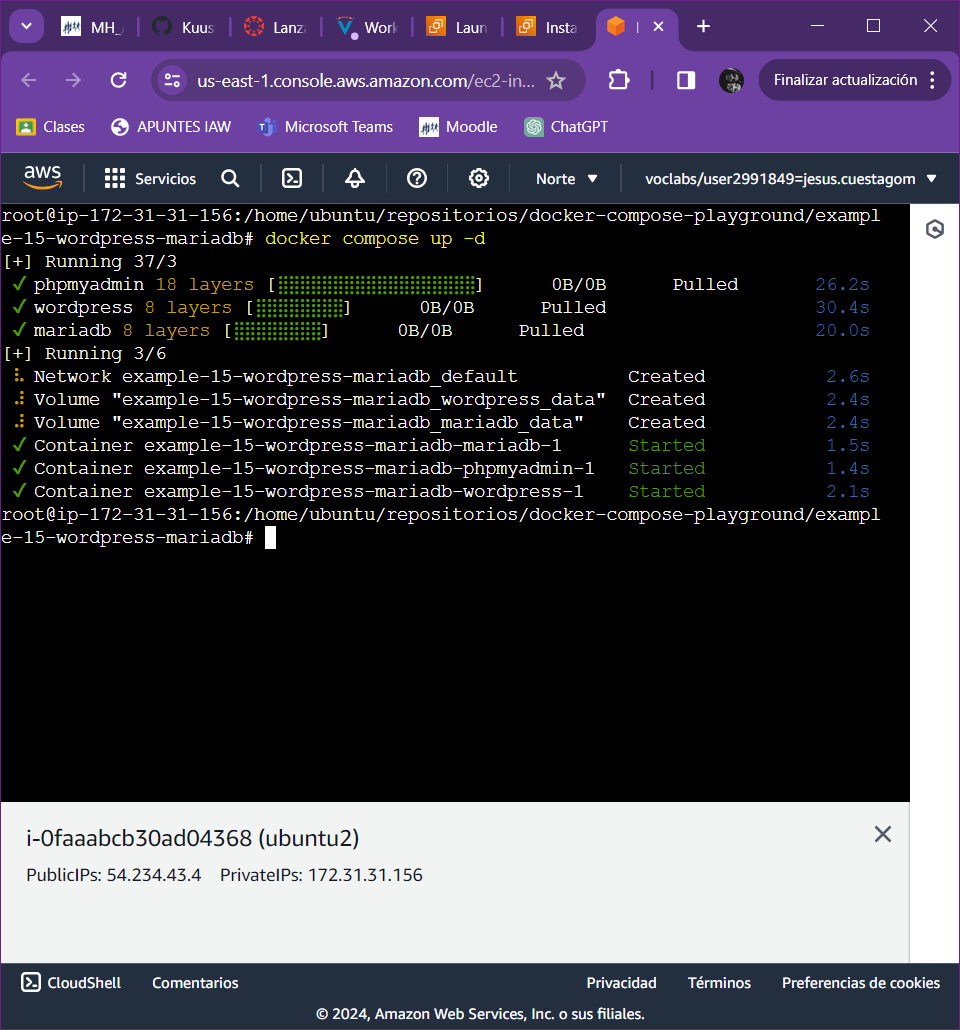 MH_
Kuus
Lanza
Work
Laun
Insta
us-east-1.console.aws.amazon.com/ec2-in...
Finalizar actualización
Clases
APUNTES IAW
Microsoft Teams
Moodle
ChatGPT
aws
Servicios
Norte
voclabs/user2991849=jesus.cuestagom
root@ip-172-31-31-156:/home/ubuntu/repositorios/docker-compose-playground/exampl
e-15-wordpress-mariadb# docker compose up -d
[+] Running 37/3
✔ phpmyadmin 18 layers [⣿⣿⣿⣿⣿⣿⣿⣿⣿⣿⣿⣿⣿⣿⣿⣿⣿⣿] 0B/0B Pulled 26.2s
✔ wordpress 8 layers [⣿⣿⣿⣿⣿⣿⣿⣿] 0B/0B Pulled 30.4s
✔ mariadb 8 layers [⣿⣿⣿⣿⣿⣿⣿⣿] 0B/0B Pulled 20.0s
[+] Running 3/6
⠧ Network example-15-wordpress-mariadb_default Created 2.6s
⠼ Volume "example-15-wordpress-mariadb_wordpress_data" Created 2.4s
⠼ Volume "example-15-wordpress-mariadb_mariadb_data" Created 2.4s
✔ Container example-15-wordpress-mariadb-mariadb-1 Started 1.5s
✔ Container example-15-wordpress-mariadb-phpmyadmin-1 Started 1.4s
✔ Container example-15-wordpress-mariadb-wordpress-1 Started 2.1s
root@ip-172-31-31-156:/home/ubuntu/repositorios/docker-compose-playground/exampl
e-15-wordpress-mariadb#
i-0faaabcb30ad04368 (ubuntu2)
PublicIPs: 54.234.43.4 PrivateIPs: 172.31.31.156
CloudShell
Comentarios
Privacidad
Términos
Preferencias de cookies
© 2024, Amazon Web Services, Inc. o sus filiales.